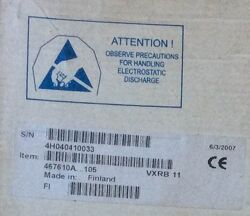 ATTENTION !
OBSERVE PRECAUTIONS
FOR HANDLING
ELECTROSTATIC
DISCHARGE
S/N
4H040410033
6/3/2007
Item:
467610A...105
VXRB 11
CE
Made in: Finland
FI